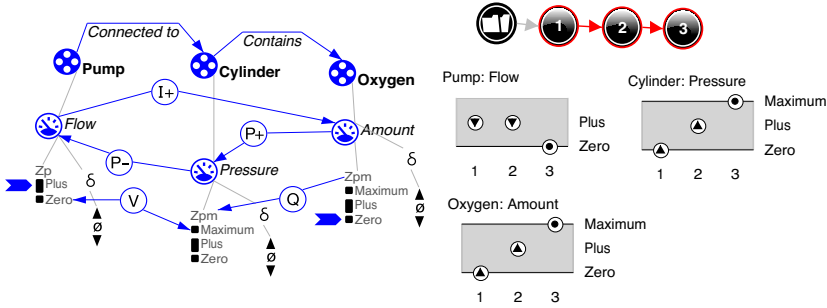 Connected to
Contains
Pump
Cylinder
Oxygen
I+
Flow
P+
Amount
P−
Pressure
δ
Zp
Plus
Zero
V
Q
δ
Zpm
Maximum
Plus
Zero
δ
Zpm
Maximum
Plus
Zero
ø
ø
ø
1 2 3
Pump: Flow
Plus
Zero
1 2 3
Cylinder: Pressure
Maximum
Plus
Zero
1 2 3
Oxygen: Amount
Maximum
Plus
Zero
1 2 3